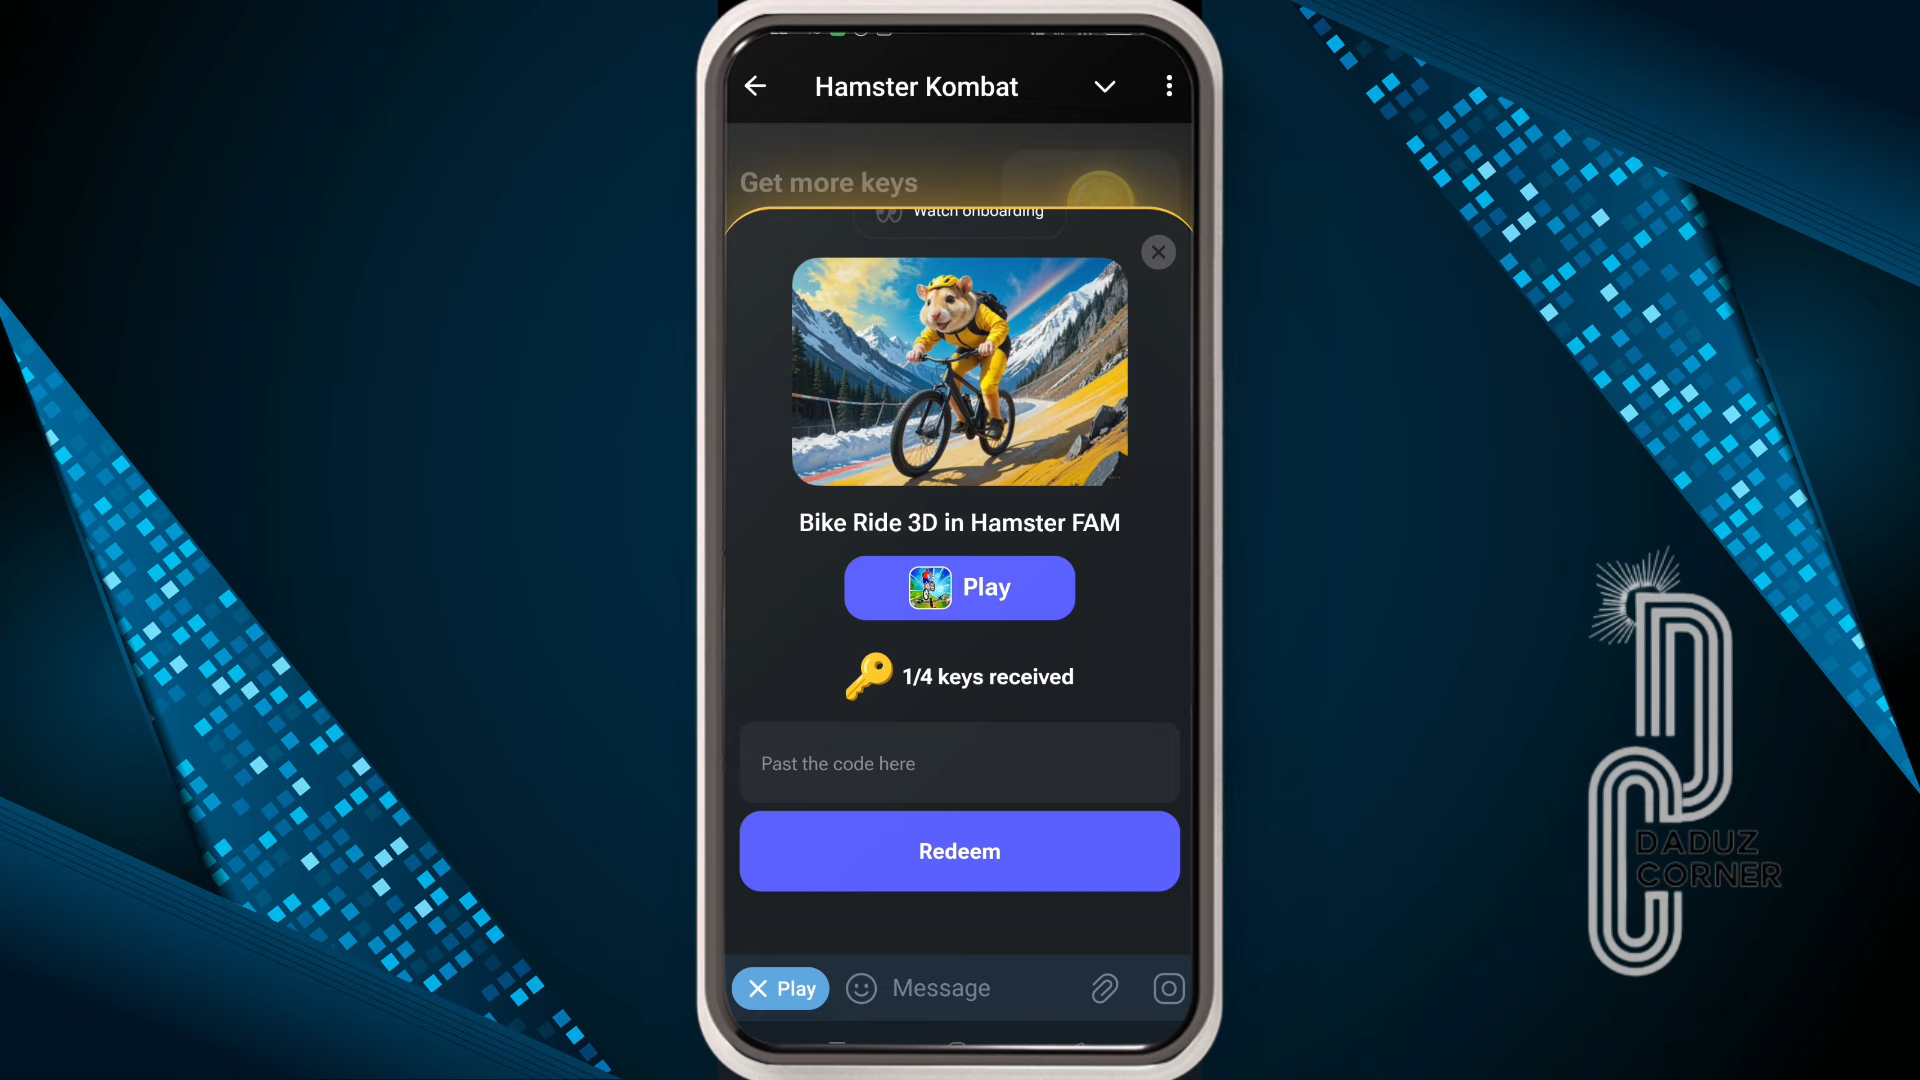 Hamster Kombat
Get more keys
Watch onboarding
Bike Ride 3D in Hamster FAM
Play
1/4 keys received
Past the code here
Redeem
Play
Message
DADUZ
CORNER